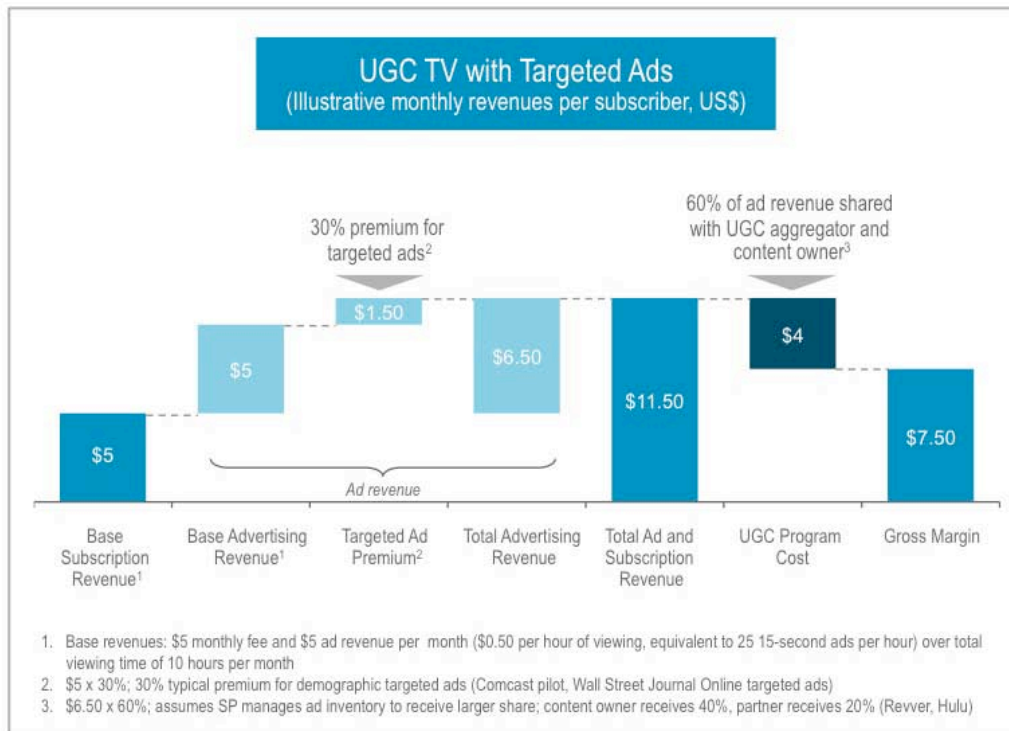 UGC TV with Targeted Ads
(Illustrative monthly revenues per subscriber, US$)
30% premium for
targeted ads²
60% of ad revenue shared
with UGC aggregator and
content owner³
$5
$5
$1.50
$6.50
$11.50
$4
$7.50
Ad revenue
Base
Subscription
Revenue¹
Base Advertising
Revenue¹
Targeted Ad
Premium²
Total Advertising
Revenue
Total Ad and
Subscription
Revenue
UGC Program
Cost
Gross Margin
1. Base revenues: $5 monthly fee and $5 ad revenue per month ($0.50 per hour of viewing, equivalent to 25 15-second ads per hour) over total
viewing time of 10 hours per month
2. $5 x 30%; 30% typical premium for demographic targeted ads (Comcast pilot, Wall Street Journal Online targeted ads)
3. $6.50 x 60%; assumes SP manages ad inventory to receive larger share; content owner receives 40%, partner receives 20% (Revver, Hulu)